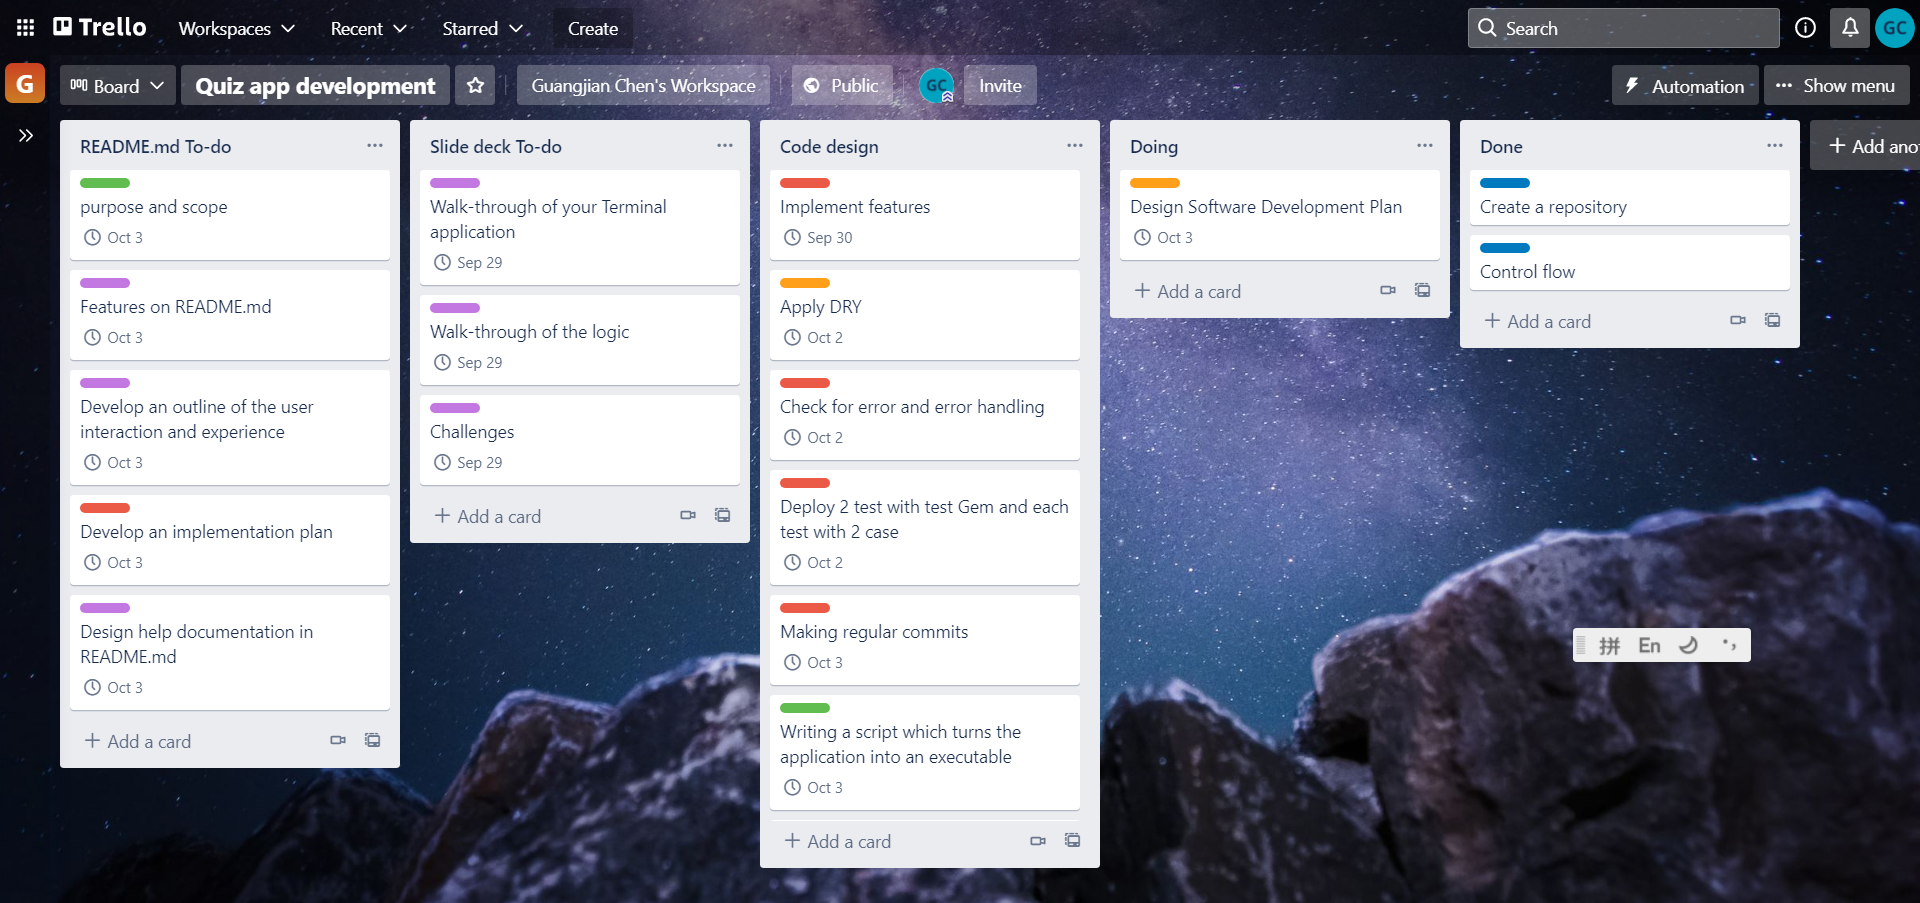 Trello
Workspaces
Recent
Starred
Create
Search
GC
G
Board
Quiz app development
Guangjian Chen's Workspace
Public
GC
Invite
Automation
Show menu
README.md To-do
purpose and scope
Oct 3
Features on README.md
Oct 3
Develop an outline of the user
interaction and experience
Oct 3
Develop an implementation plan
Oct 3
Design help documentation in
README.md
Oct 3
Add a card
Slide deck To-do
Walk-through of your Terminal
application
Sep 29
Walk-through of the logic
Sep 29
Challenges
Sep 29
Add a card
Code design
Implement features
Sep 30
Apply DRY
Oct 2
Check for error and error handling
Oct 2
Deploy 2 test with test Gem and each
test with 2 case
Oct 2
Making regular commits
Oct 3
Writing a script which turns the
application into an executable
Oct 3
Add a card
Doing
Design Software Development Plan
Oct 3
Add a card
Done
Create a repository
Control flow
Add a card
Add ano
拼 En